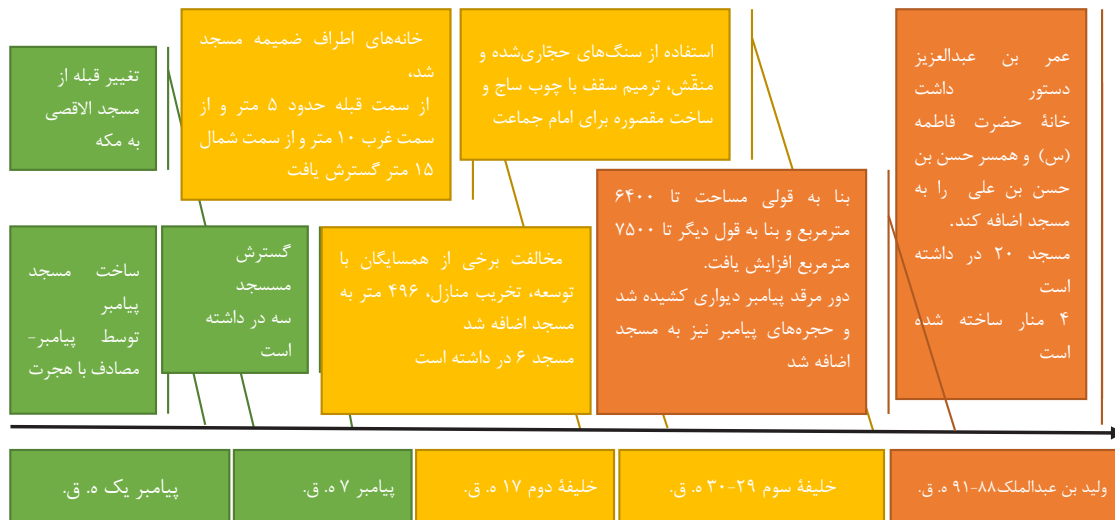 تغییر قبله از
مسجد الاقصی
به مکه
ساخت مسجد
پیامبر
توسط پیامبر-
مصادف با هجرت
گسترش
مسسجد
سه در داشته
است
خانه‌های اطراف ضمیمه مسجد
شد،
از سمت قبله حدود ۵ متر و از
سمت غرب ۱۰ متر و از سمت شمال
۱۵ متر گسترش یافت
مخالفت برخی از همسایگان با
توسعه، تخریب منازل، ۴۹۶ متر به
مسجد اضافه شد
مسجد ۶ در داشته است
استفاده از سنگ‌های حجّاری‌شده و
منقّش، ترمیم سقف با چوب ساج و
ساخت مقصوره برای امام جماعت
بنا به قولی مساحت تا ۶۴۰۰
مترمربع و بنا به قول دیگر تا ۷۵۰۰
مترمربع افزایش یافت.
دور مرقد پیامبر دیواری کشیده شد
و حجره‌های پیامبر نیز به مسجد
اضافه شد
عمر بن عبدالعزیز
دستور داشت
خانهٔ حضرت فاطمه
(س) و همسر حسن بن
حسن بن علی را به
مسجد اضافه کند.
مسجد ۲۰ در داشته
است
۴ منار ساخته شده
است
پیامبر یک ه. ق.
پیامبر ۷ ه. ق.
خلیفهٔ دوم ۱۷ ه. ق.
خلیفهٔ سوم ۲۹-۳۰ ه. ق.
ولید بن عبدالملک۸۸-۹۱ ه. ق.